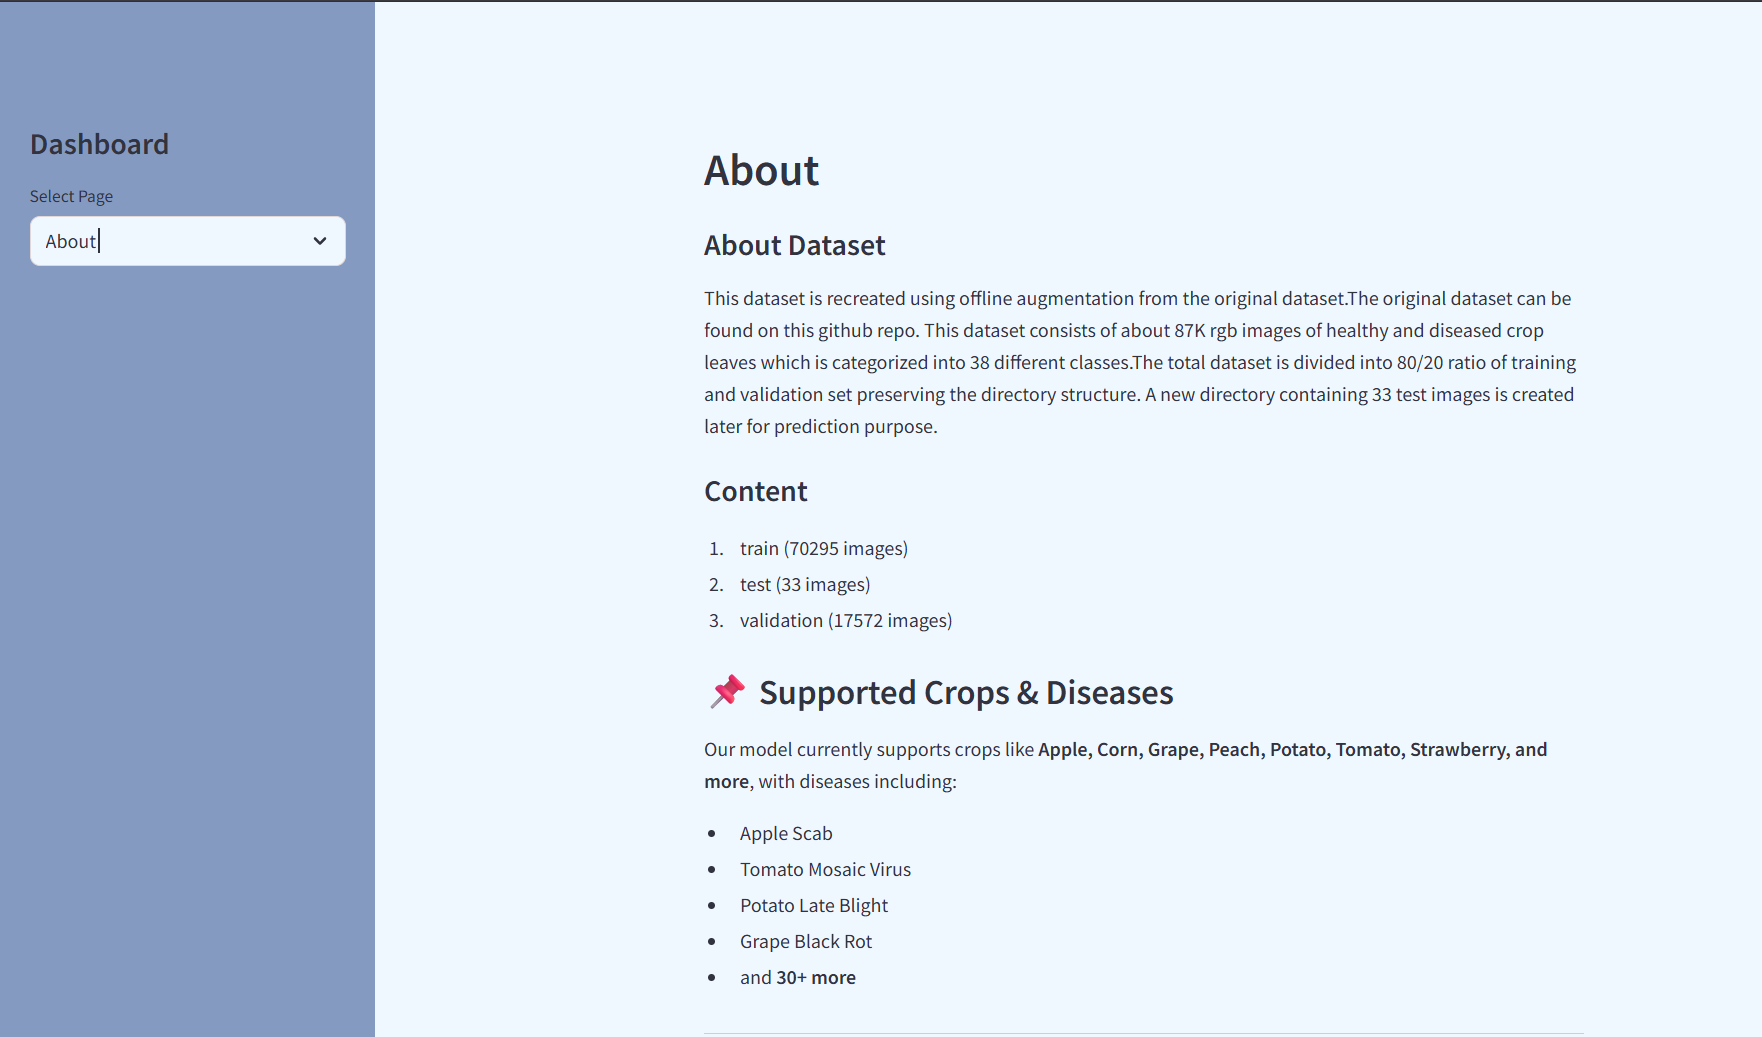 Dashboard
Select Page
About
About
About Dataset
This dataset is recreated using offline augmentation from the original dataset.The original dataset can be
found on this github repo. This dataset consists of about 87K rgb images of healthy and diseased crop
leaves which is categorized into 38 different classes.The total dataset is divided into 80/20 ratio of training
and validation set preserving the directory structure. A new directory containing 33 test images is created
later for prediction purpose.
Content
1. train (70295 images)
2. test (33 images)
3. validation (17572 images)
📌 Supported Crops & Diseases
Our model currently supports crops like Apple, Corn, Grape, Peach, Potato, Tomato, Strawberry, and
more, with diseases including:
• Apple Scab
• Tomato Mosaic Virus
• Potato Late Blight
• Grape Black Rot
• and 30+ more